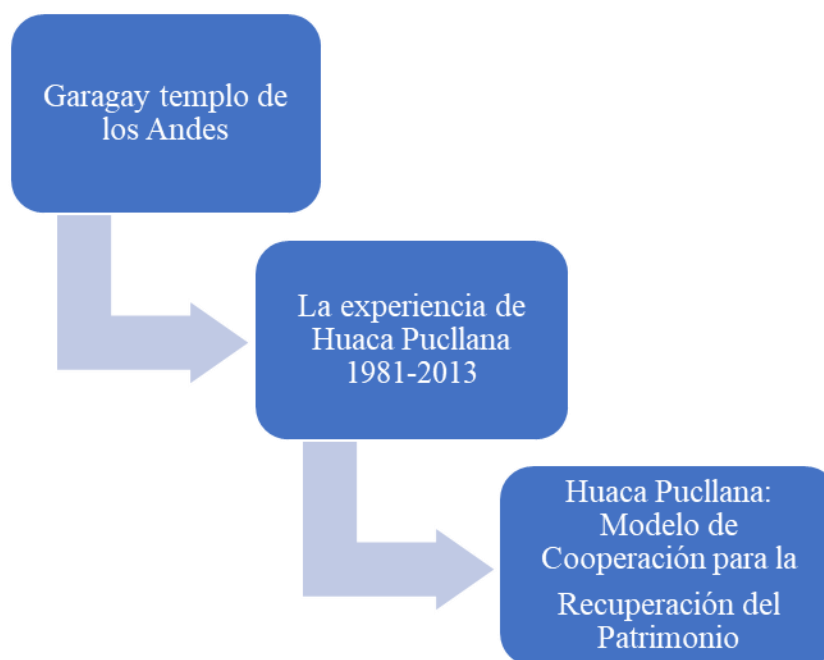 Garagay templo de
los Andes
La experiencia de
Huaca Pucllana
1981-2013
Huaca Pucllana:
Modelo de
Cooperación para la
Recuperación del
Patrimonio